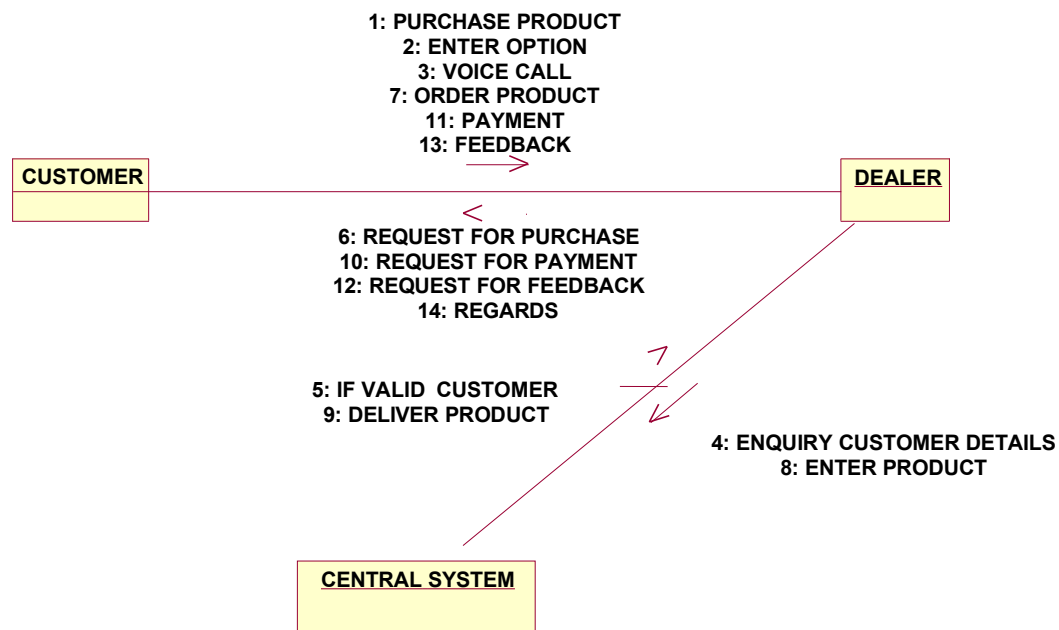 1: PURCHASE PRODUCT
2: ENTER OPTION
3: VOICE CALL
7: ORDER PRODUCT
11: PAYMENT
13: FEEDBACK
CUSTOMER
DEALER
6: REQUEST FOR PURCHASE
10: REQUEST FOR PAYMENT
12: REQUEST FOR FEEDBACK
14: REGARDS
5: IF VALID CUSTOMER
9: DELIVER PRODUCT
4: ENQUIRY CUSTOMER DETAILS
8: ENTER PRODUCT
CENTRAL SYSTEM